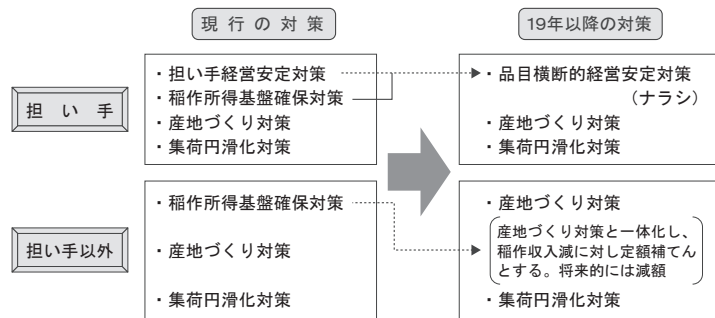 現行の対策
19年以降の対策
担い手
・担い手経営安定対策
・稲作所得基盤確保対策
・産地づくり対策
・集荷円滑化対策
・品目横断的経営安定対策
（ナラシ）
・産地づくり対策
・集荷円滑化対策
担い手以外
・稲作所得基盤確保対策
・産地づくり対策
・集荷円滑化対策
・産地づくり対策
産地づくり対策と一体化し、
稲作収入減に対し定額補てん
とする。将来的には減額
・集荷円滑化対策